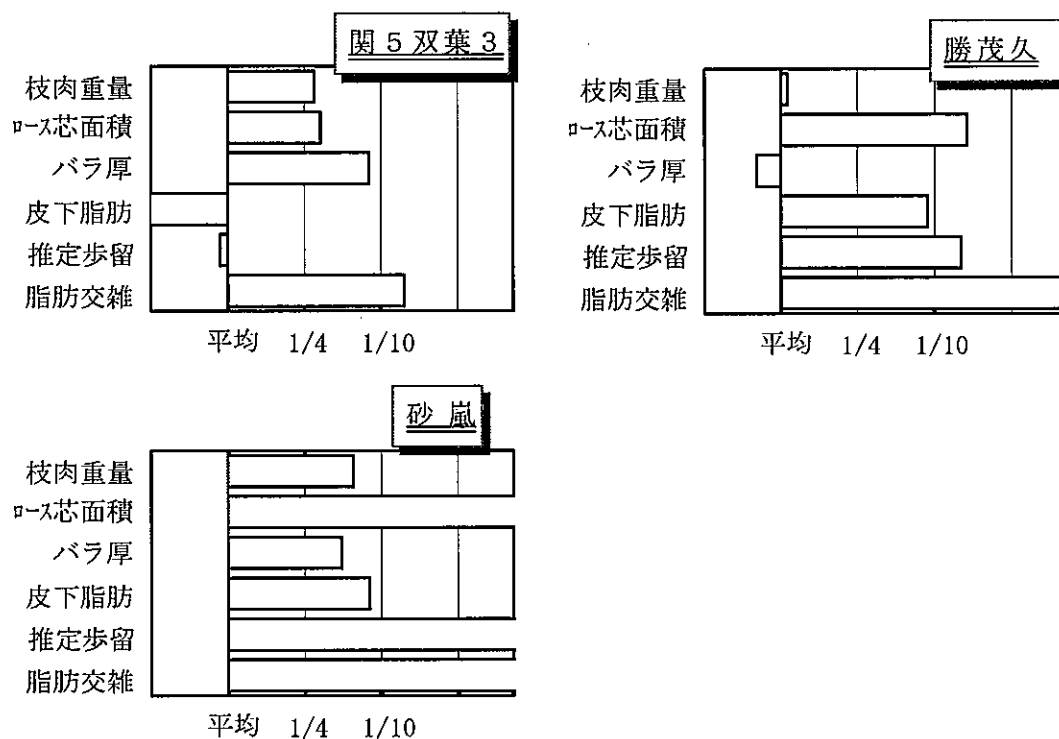 関5双葉3
枝肉重量
ロース芯面積
バラ厚
皮下脂肪
推定歩留
脂肪交雑
平均 1/4 1/10
勝茂久
枝肉重量
ロース芯面積
バラ厚
皮下脂肪
推定歩留
脂肪交雑
平均 1/4 1/10
砂嵐
枝肉重量
ロース芯面積
バラ厚
皮下脂肪
推定歩留
脂肪交雑
平均 1/4 1/10